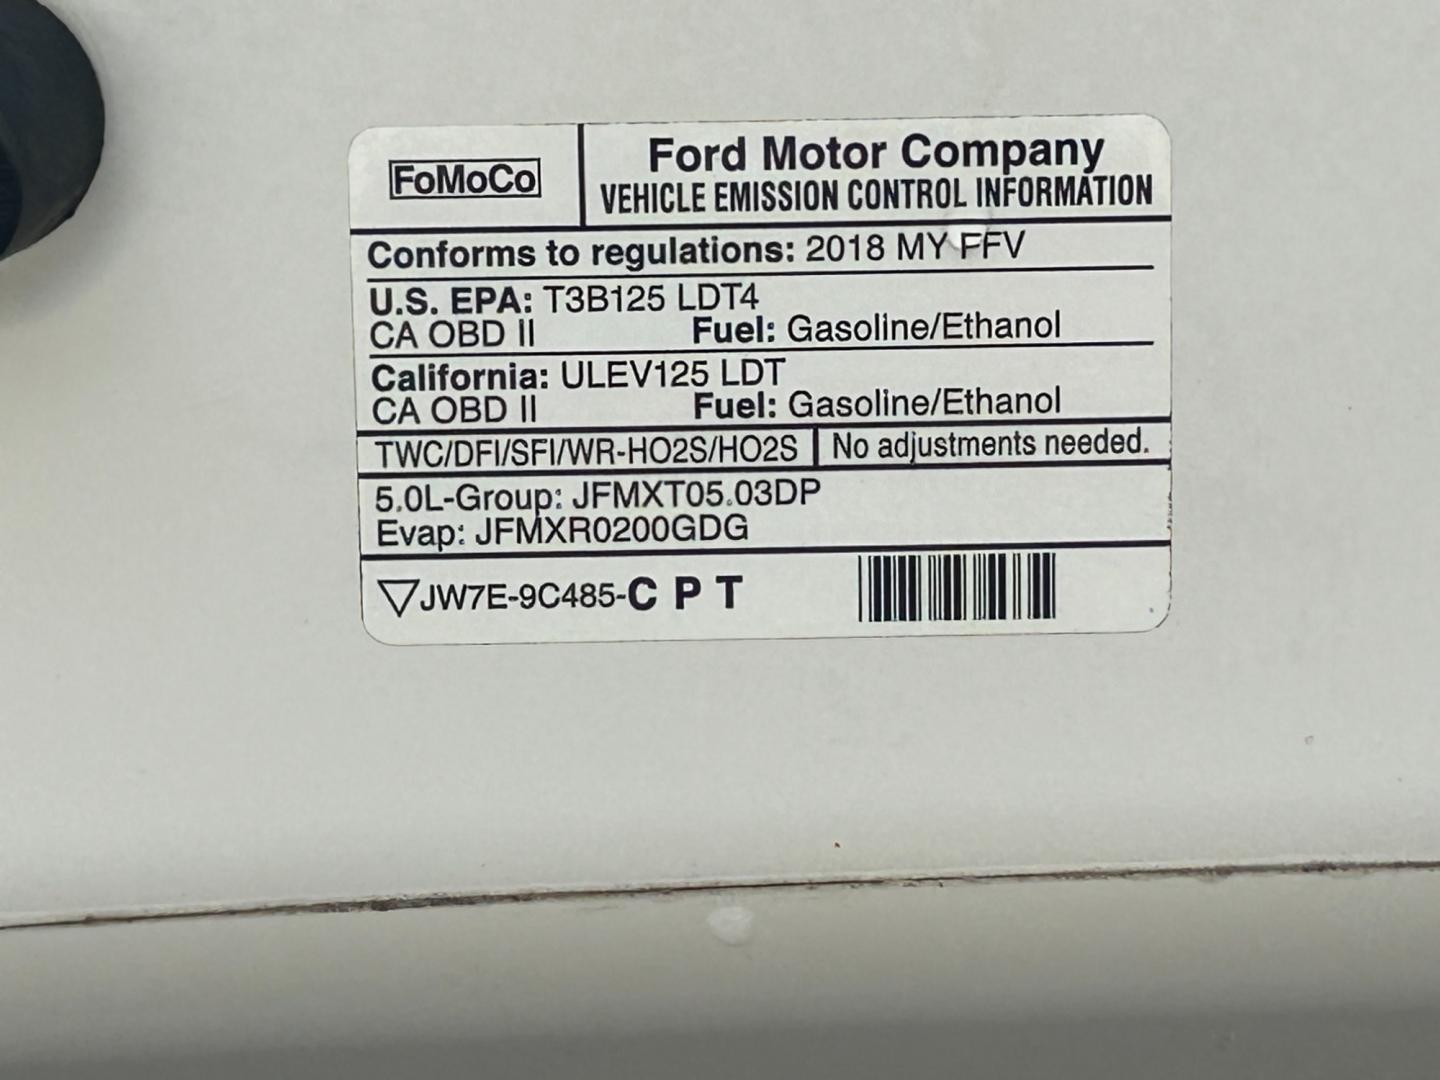 FoMoCo
Ford Motor Company
VEHICLE EMISSION CONTROL INFORMATION
Conforms to regulations: 2018 MY FFV
U.S. EPA: T3B125 LDT4
CA OBD II Fuel: Gasoline/Ethanol
California: ULEV125 LDT
CA OBD II Fuel: Gasoline/Ethanol
TWC/DFI/SFI/WR-HO2S/HO2S No adjustments needed.
5.0L-Group: JFMXT05.03DP
Evap: JFMXR0200GDG
▽JW7E-9C485-C P T